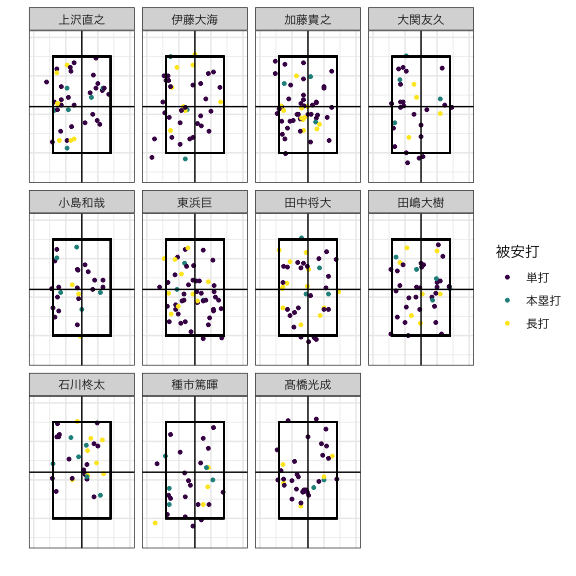 上沢直之
伊藤大海
加藤貴之
大関友久
小島和哉
東浜巨
田中将大
田嶋大樹
石川柊太
種市篤暉
髙橋光成
被安打
単打
本塁打
長打